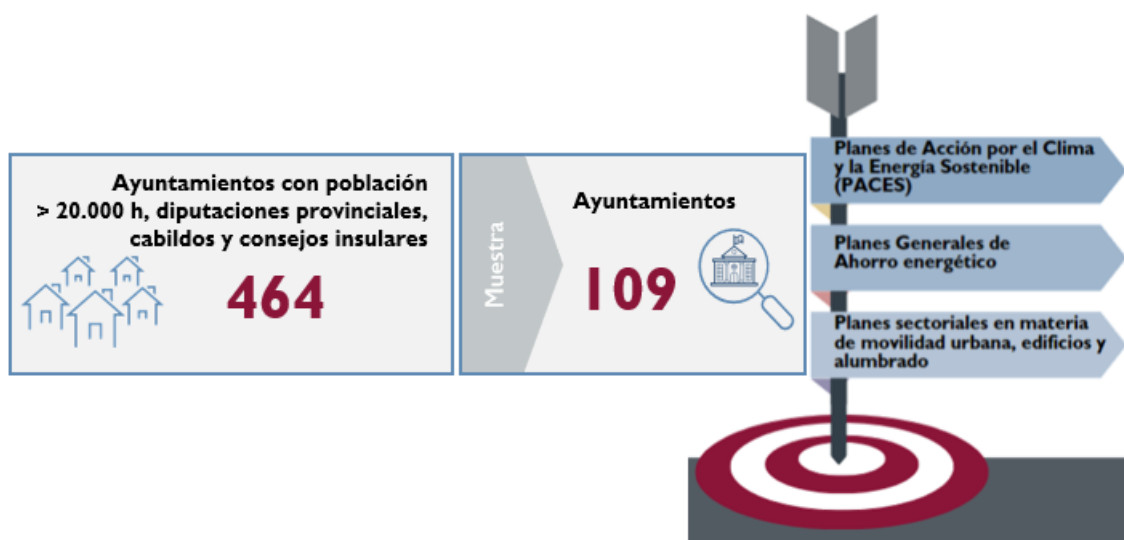 Ayuntamientos con población
> 20.000 h, diputaciones provinciales,
cabildos y consejos insulares
464
Muestra
Ayuntamientos
109
Planes de Acción por el Clima
y la Energía Sostenible
(PACES)
Planes Generales de
Ahorro energético
Planes sectoriales en materia
de movilidad urbana, edificios y
alumbrado